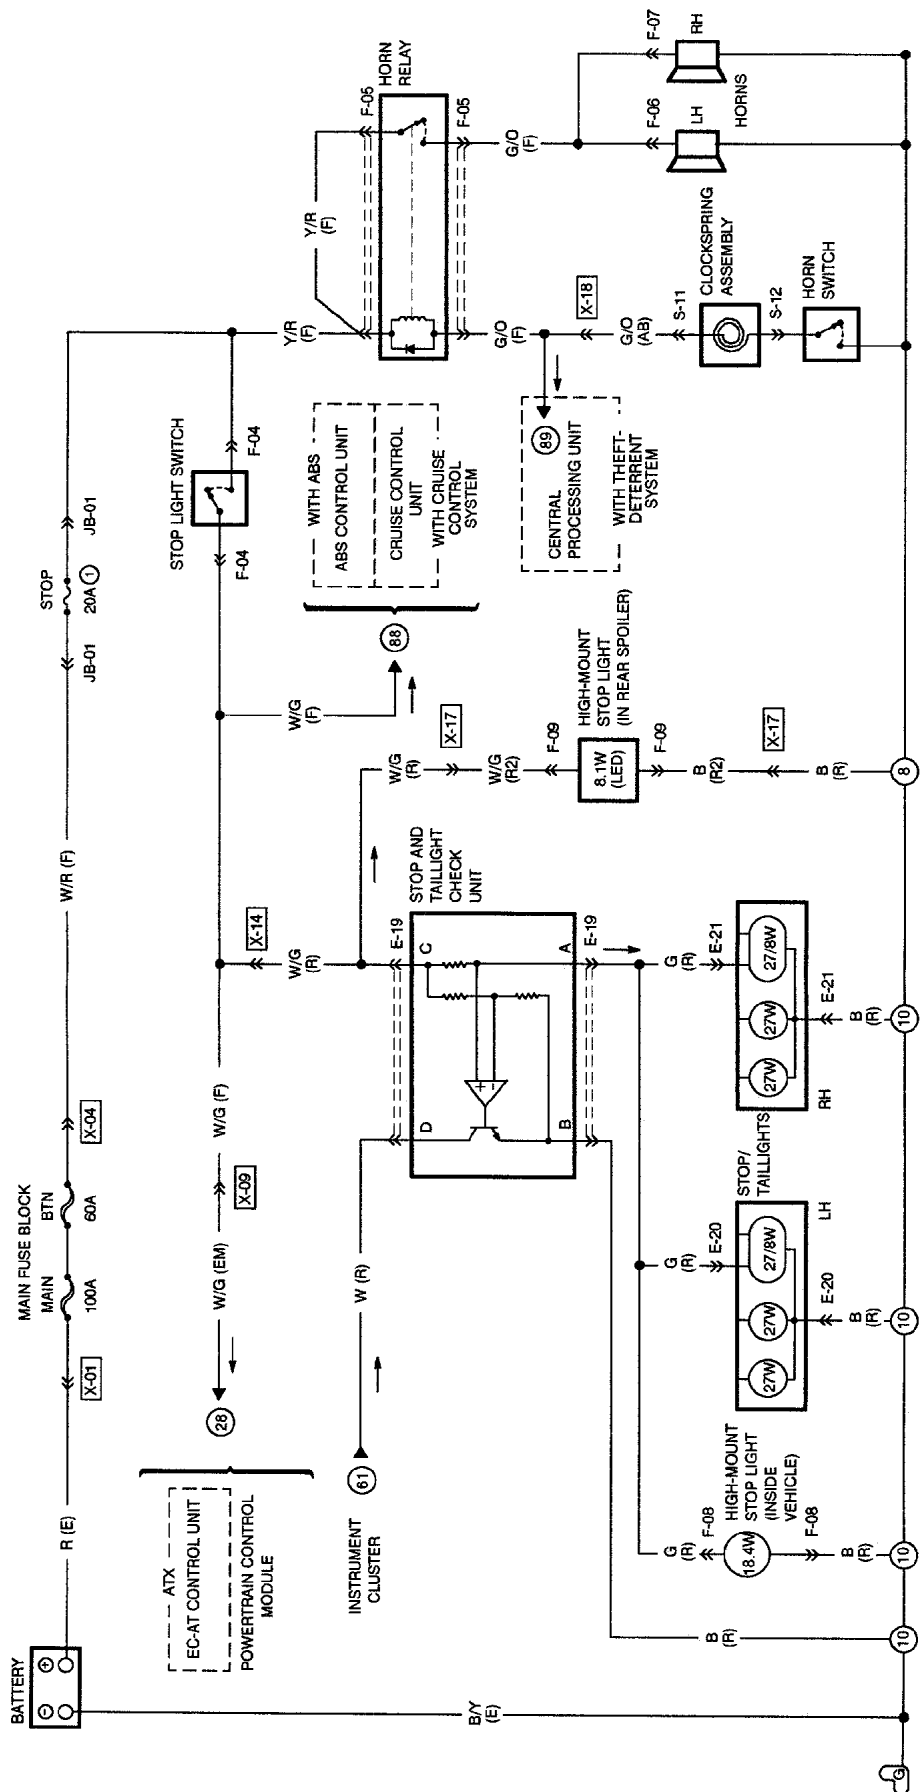 BATTERY
R (E)
B/Y
(E)
X-01
MAIN FUSE BLOCK
MAIN
100A
BTN
60A
X-04
W/R (F)
JB-01
STOP
20A 1
JB-01
ATX
EC-AT CONTROL UNIT
POWERTRAIN CONTROL
MODULE
28
W/G (EM)
X-09
W/G (F)
STOP LIGHT SWITCH
F-04
F-04
X-14
W/G
(R)
W/G
(F)
88
WITH ABS
ABS CONTROL UNIT
CRUISE CONTROL
UNIT
WITH CRUISE
CONTROL
SYSTEM
Y/R
(F)
Y/R
(F)
F-05
HORN
RELAY
F-05
G/O
(F)
G/O
(F)
F-06
F-07
LH
RH
HORNS
89
CENTRAL
PROCESSING UNIT
WITH THEFT-
DETERRENT
SYSTEM
X-18
G/O
(AB)
S-11
CLOCKSPRING
ASSEMBLY
S-12
HORN
SWITCH
W/G
(R)
X-17
W/G
(R2)
F-09
HIGH-MOUNT
STOP LIGHT
(IN REAR SPOILER)
8.1W
(LED)
F-09
B
(R2)
X-17
B
(R)
8
INSTRUMENT
CLUSTER
61
W (R)
STOP AND
TAILLIGHT
CHECK
UNIT
E-19
C
D
+
-
A
B
E-19
G
(R)
E-21
27/8W
27W
27W
RH
E-21
B
(R)
10
STOP/
TAILLIGHTS
G
(R)
E-20
27/8W
27W
27W
LH
E-20
B
(R)
10
G
(R)
F-08
HIGH-MOUNT
STOP LIGHT
(INSIDE
VEHICLE)
18.4W
F-08
B
(R)
10
B
(R)
10
G